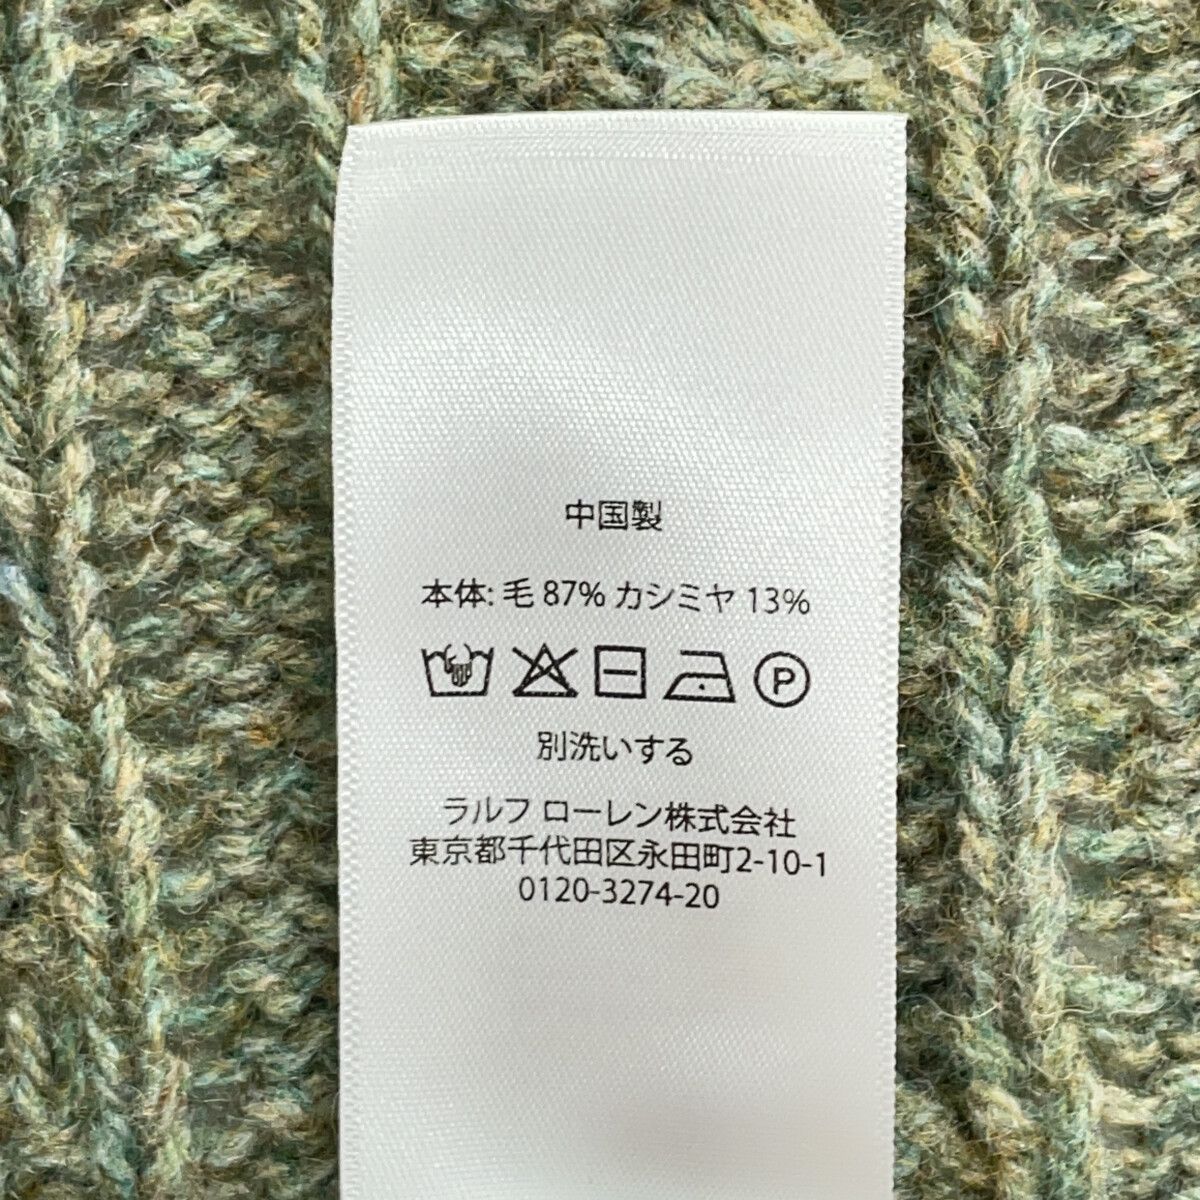 中国製
本体: 毛 87% カシミヤ 13%
P
別洗いする
ラルフ ローレン株式会社
東京都千代田区永田町2-10-1
0120-3274-20